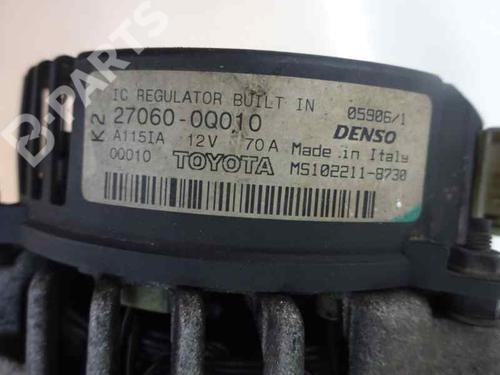 B-PARTS
IC REGULATOR BUILT IN 05906/1
K2 27060-0Q010 DENSO
A115IA 12V 70A Made in Italy
0Q010 TOYOTA MS102211-8730